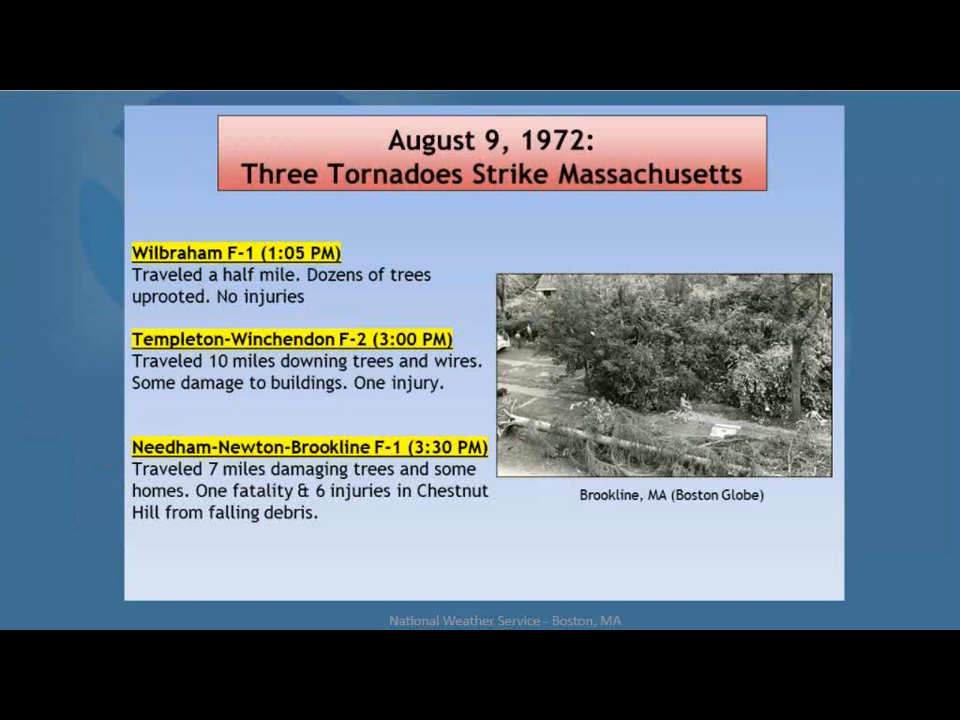 August 9, 1972:
Three Tornadoes Strike Massachusetts
Wilbraham F-1 (1:05 PM)
Traveled a half mile. Dozens of trees
uprooted. No injuries
Templeton-Winchendon F-2 (3:00 PM)
Traveled 10 miles downing trees and wires.
Some damage to buildings. One injury.
Needham-Newton-Brookline F-1 (3:30 PM)
Traveled 7 miles damaging trees and some
homes. One fatality & 6 injuries in Chestnut
Hill from falling debris.
Brookline, MA (Boston Globe)
National Weather Service - Boston, MA